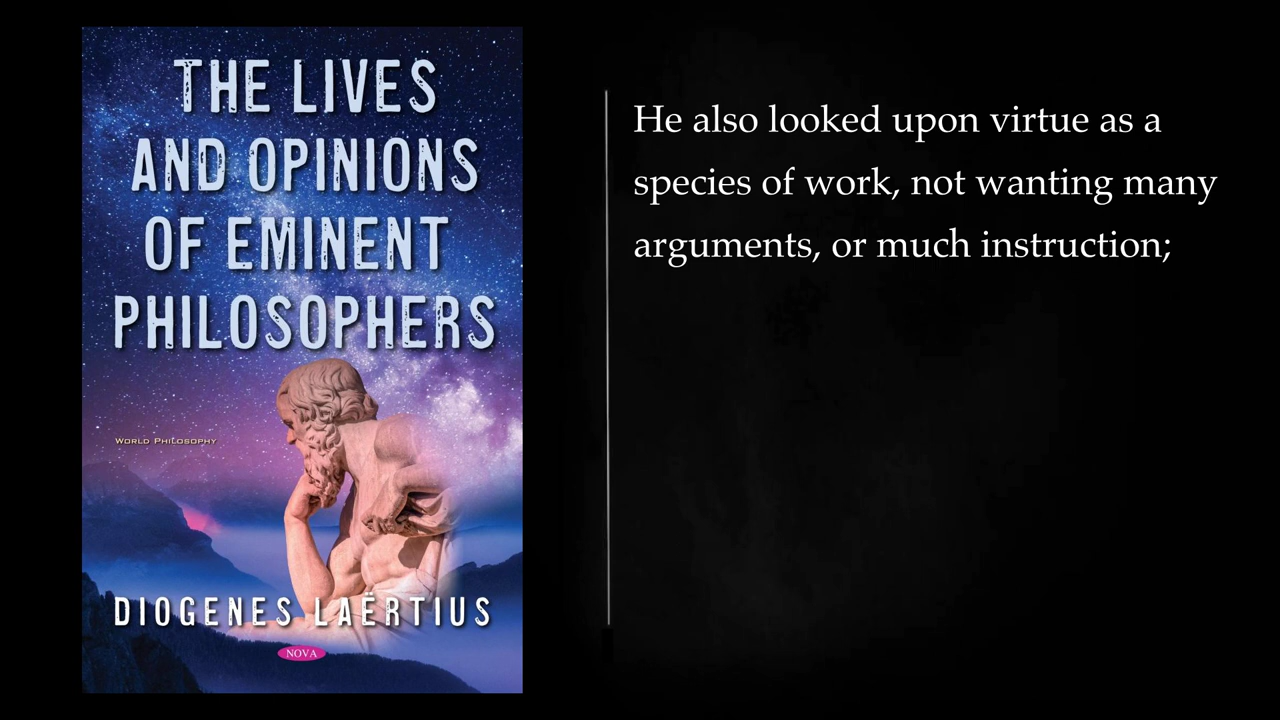 THE LIVES
AND OPINIONS
OF EMINENT
PHILOSOPHERS
WORLD PHILOSOPHY
DIOGENES LAËRTIUS
NOVA
He also looked upon virtue as a
species of work, not wanting many
arguments, or much instruction;